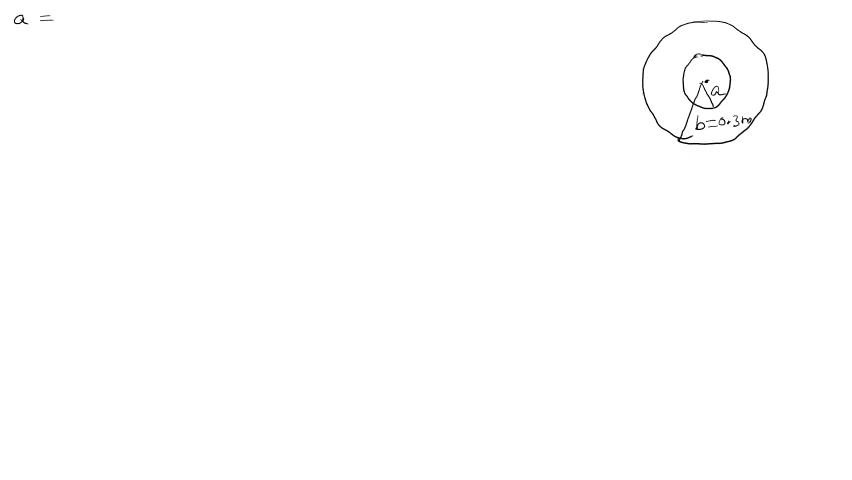 a =
a
b=0.3m